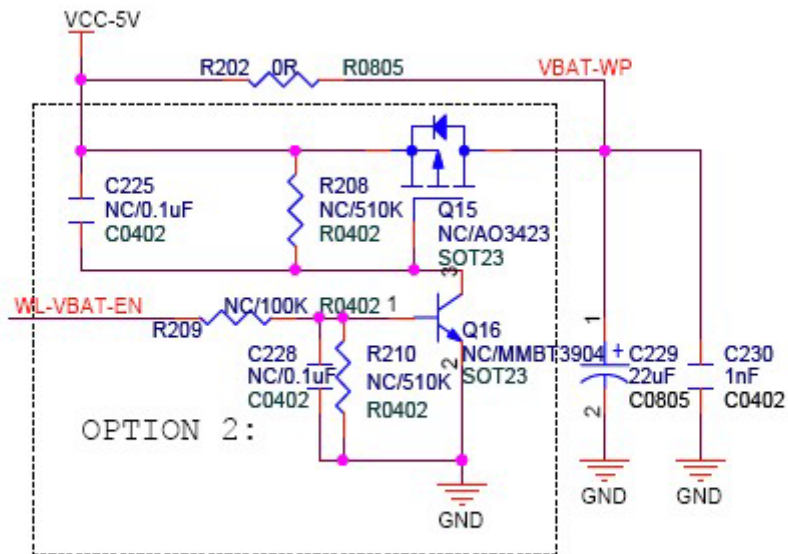 VCC-5V
R202 0R R0805 VBAT-WP
C225
NC/0.1uF
C0402
R208
NC/510K
R0402
Q15
NC/AO3423
SOT23
3
WL-VBAT-EN
R209
NC/100K R0402
1
Q16
NC/MMBT3904
SOT23
2
C228
NC/0.1uF
C0402
R210
NC/510K
R0402
OPTION 2:
GND
1
+
C229
22uF
C0805
2
GND
C230
1nF
C0402
GND